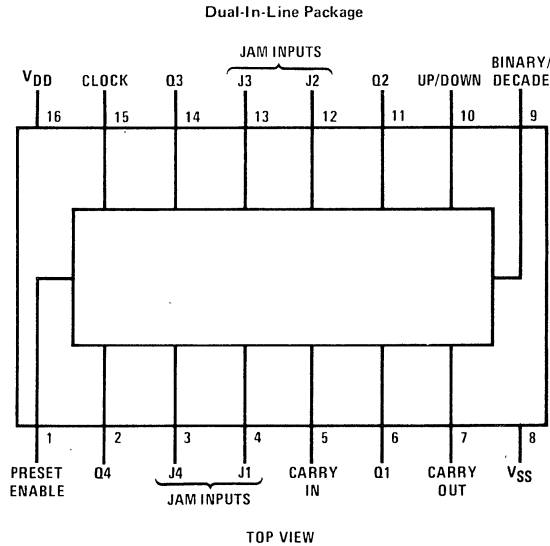 Dual-In-Line Package
JAM INPUTS
BINARY/
VDD CLOCK Q3 J3 J2 Q2 UP/DOWN DECADE
16 15 14 13 12 11 10 9
1 2 3 4 5 6 7 8
PRESET Q4 J4 J1 CARRY Q1 CARRY VSS
ENABLE IN OUT
JAM INPUTS
TOP VIEW